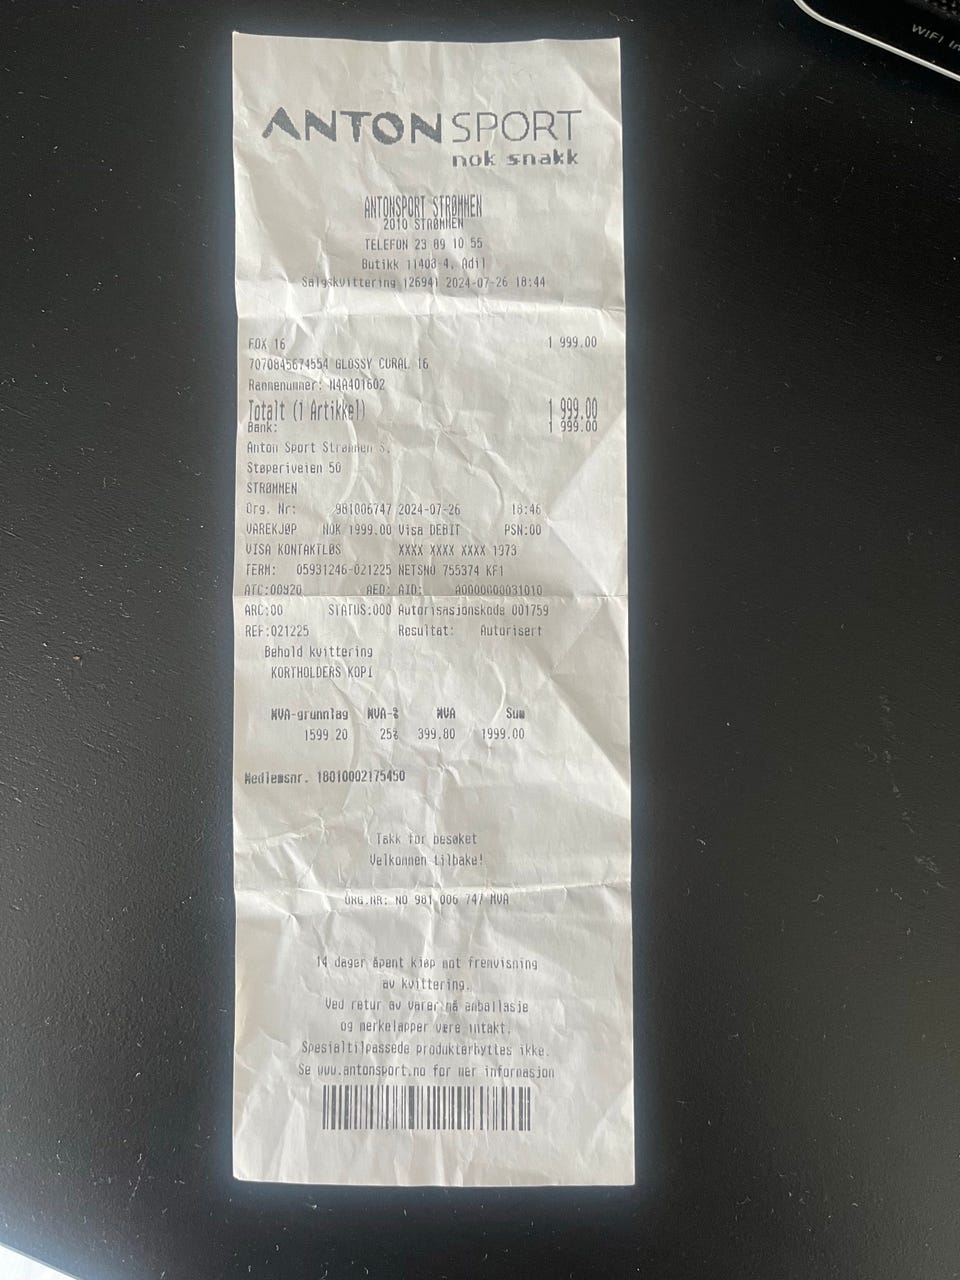 ANTON SPORT
nok snakk
ANTONSPORT STRØMMEN
2010 STRØMMEN
TELEFON 23 89 10 55
Butikk 11408-4, Adil
Salgskvittering 126941 2024-07-26 18:44
FOX 16 1 999.00
7070845674554 GLOSSY CORAL 16
Rammenummer: N4A401602
Totalt (1 Artikkel) 1 999.00
Bank: 1 999.00
Anton Sport Strømmen S,
Støperiveien 50
STRØMMEN
Org. Nr: 981006747 2024-07-26 18:46
VAREKJØP NOK 1999.00 Visa DEBIT PSN:00
VISA KONTAKTLØS XXXX XXXX XXXX 1973
TERM: 05931246-021225 NETSNO 755374 KF1
ATC:00920 AED: AID: A0000000031010
ARC:00 STATUS:000 Autorisasjonskode 001759
REF:021225 Resultat: Autorisert
Behold kvittering
KORTHOLDERS KOPI
MVA-grunnlag MVA-% MVA Sum
1599.20 25% 399.80 1999.00
Medlemsnr. 18010002175450
Takk for besøket
Velkommen tilbake!
ORG.NR: NO 981 006 747 MVA
14 dager åpent kjøp mot fremvisning
av kvittering.
Ved retur av varer må emballasje
og merkelapper være intakt.
Spesialtilpassede produkter byttes ikke.
Se www.antonsport.no for mer informasjon
WIFI